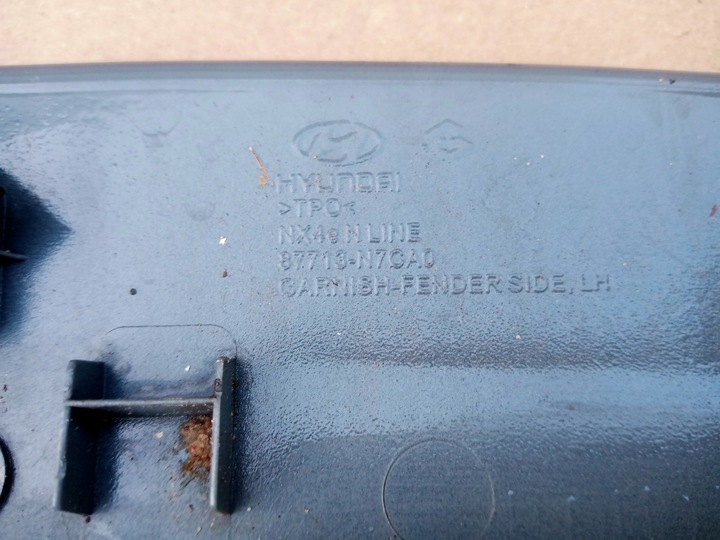 HYUNDAI
>TPO<
NX4e N LINE
87713-N7CA0
GARNISH-FENDER SIDE, LH